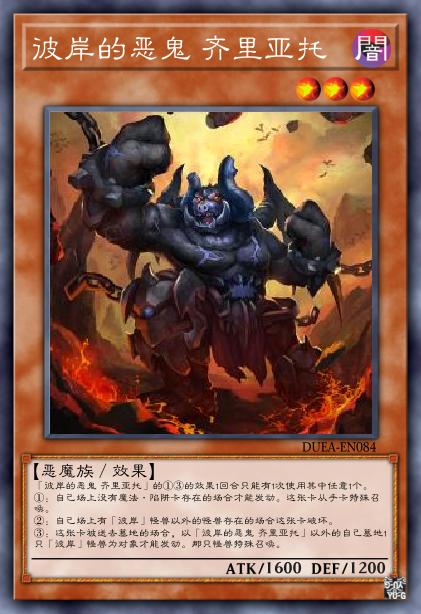 彼岸的恶鬼 齐里亚托
闇
DUEA-EN084
【恶魔族／效果】
「彼岸的恶鬼 齐里亚托」的①③的效果1回合只能有1次使用其中任意1个。
①：自己场上没有魔法·陷阱卡存在的场合才能发动。这张卡从手卡特殊召
唤。
②：自己场上有「彼岸」怪兽以外的怪兽存在的场合这张卡破坏。
③：这张卡被送去墓地的场合，以「彼岸的恶鬼 齐里亚托」以外的自己墓地1
只「彼岸」怪兽为对象才能发动。那只怪兽特殊召唤。
ATK/1600 DEF/1200